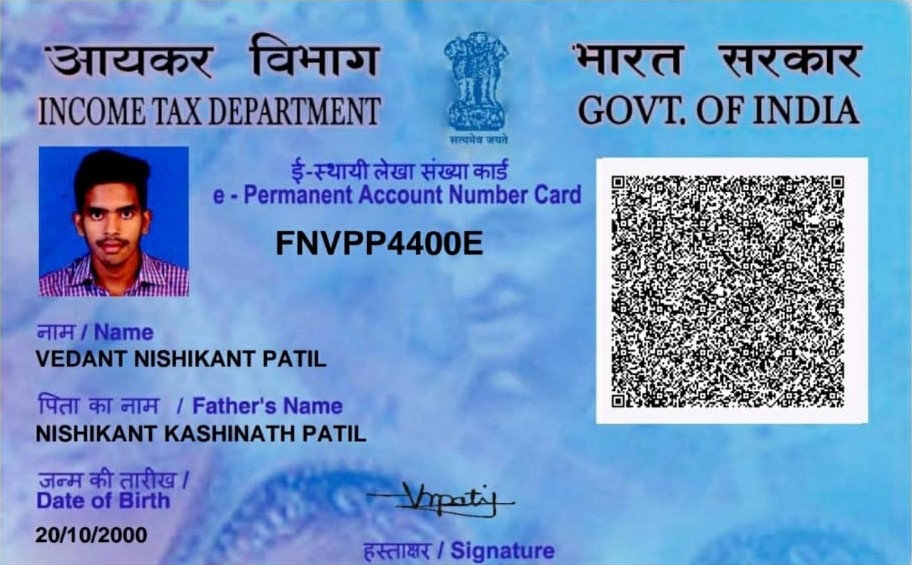 आयकर विभाग
INCOME TAX DEPARTMENT
सत्यमेव जयते
भारत सरकार
GOVT. OF INDIA
ई-स्थायी लेखा संख्या कार्ड
e - Permanent Account Number Card
FNVPP4400E
नाम / Name
VEDANT NISHIKANT PATIL
पिता का नाम / Father's Name
NISHIKANT KASHINATH PATIL
जन्म की तारीख /
Date of Birth
20/10/2000
Vnpatil
हस्ताक्षर / Signature